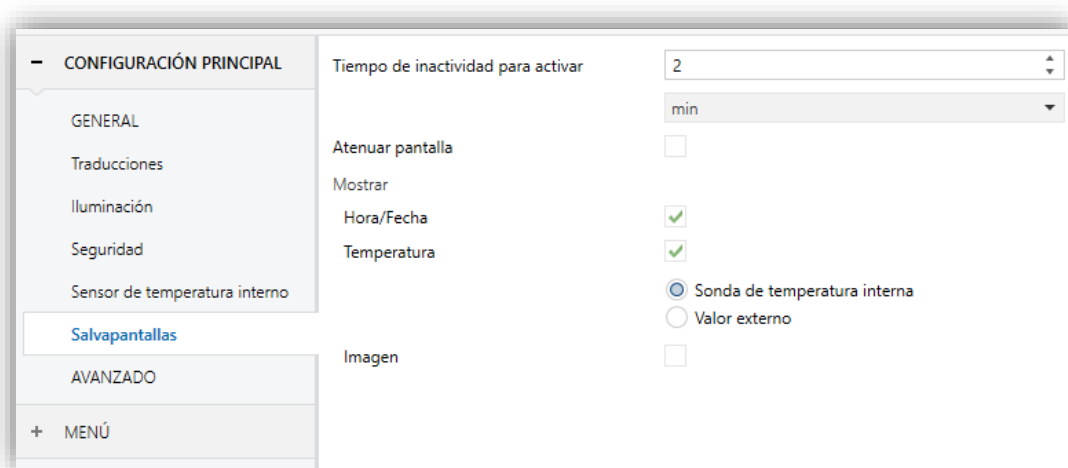 CONFIGURACIÓN PRINCIPAL
GENERAL
Traducciones
Iluminación
Seguridad
Sensor de temperatura interno
Salvapantallas
AVANZADO
MENÚ
Tiempo de inactividad para activar
2
min
Atenuar pantalla
Mostrar
Hora/Fecha
Temperatura
Sonda de temperatura interna
Valor externo
Imagen